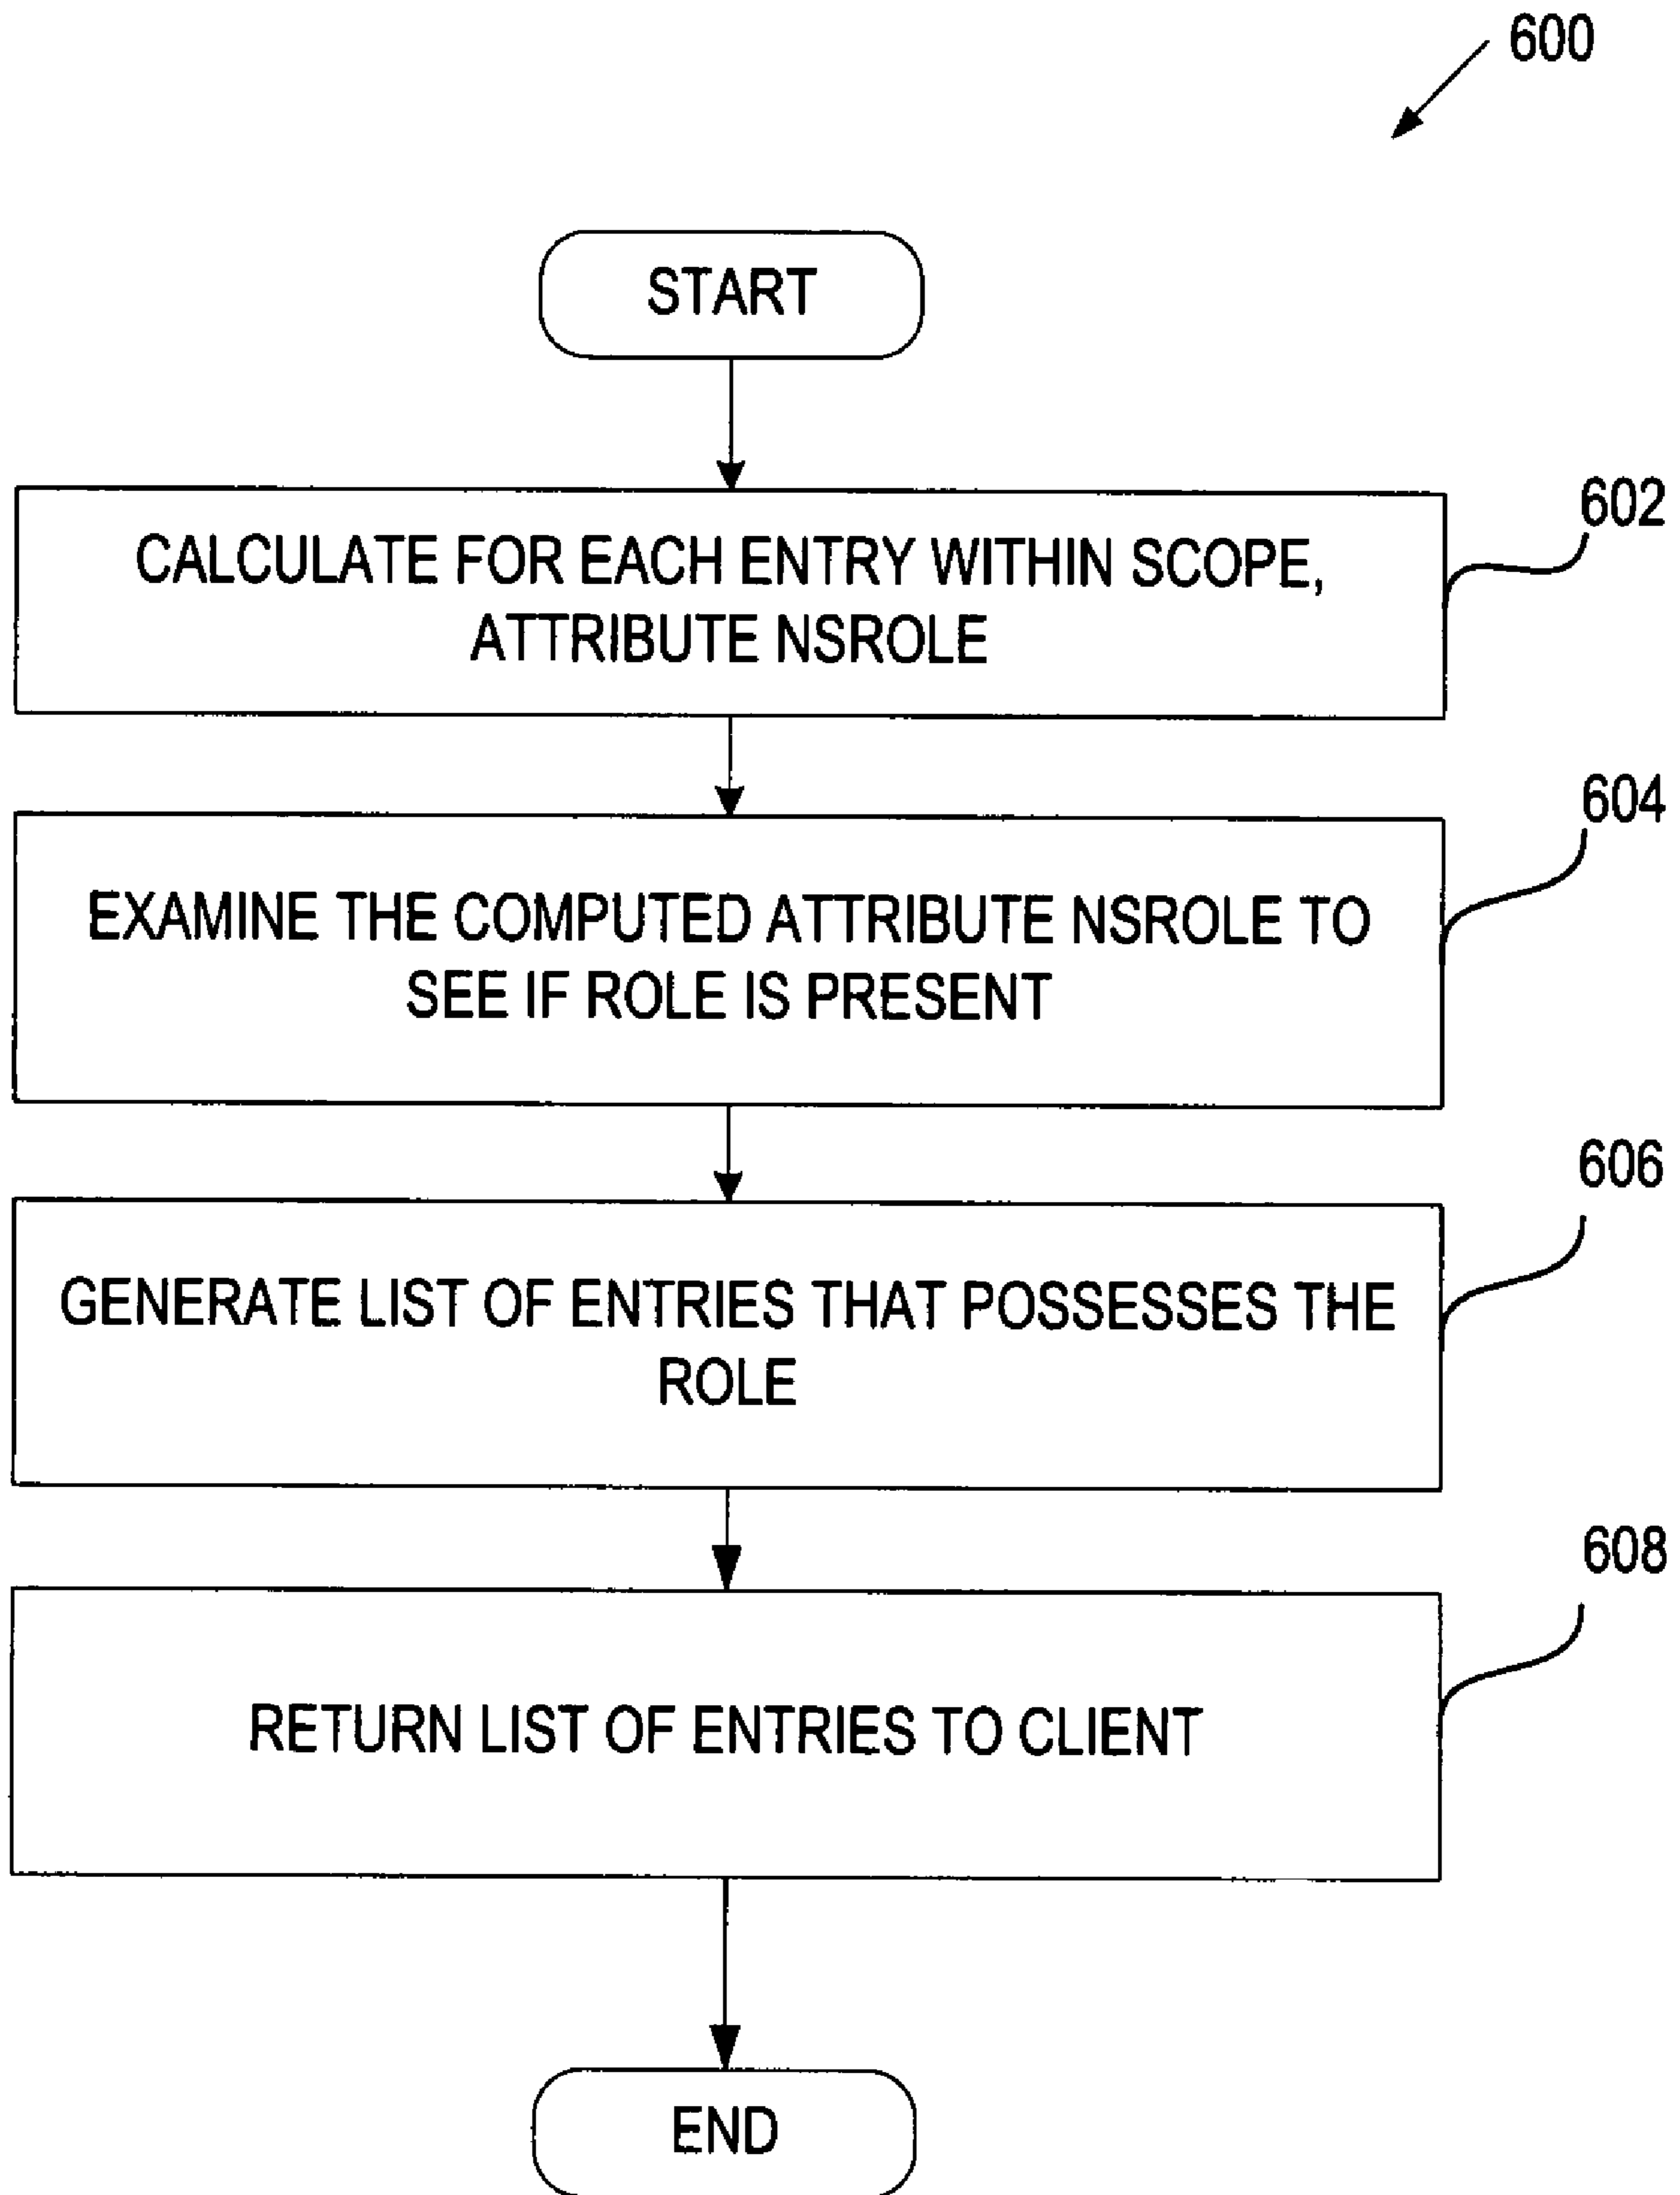 600
START
602
CALCULATE FOR EACH ENTRY WITHIN SCOPE,
ATTRIBUTE NSROLE
604
EXAMINE THE COMPUTED ATTRIBUTE NSROLE TO
SEE IF ROLE IS PRESENT
606
GENERATE LIST OF ENTRIES THAT POSSESSES THE
ROLE
608
RETURN LIST OF ENTRIES TO CLIENT
END